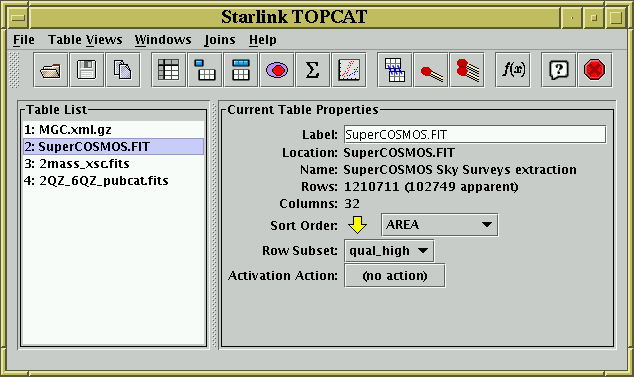 Starlink TOPCAT
File Table Views Windows Joins Help
Σ f(x) ?
Table List
1: MGC.xml.gz
2: SuperCOSMOS.FIT
3: 2mass_xsc.fits
4: 2QZ_6QZ_pubcat.fits
Current Table Properties
Label: SuperCOSMOS.FIT
Location: SuperCOSMOS.FIT
Name: SuperCOSMOS Sky Surveys extraction
Rows: 1210711 (102749 apparent)
Columns: 32
Sort Order: AREA
Row Subset: qual_high
Activation Action: (no action)